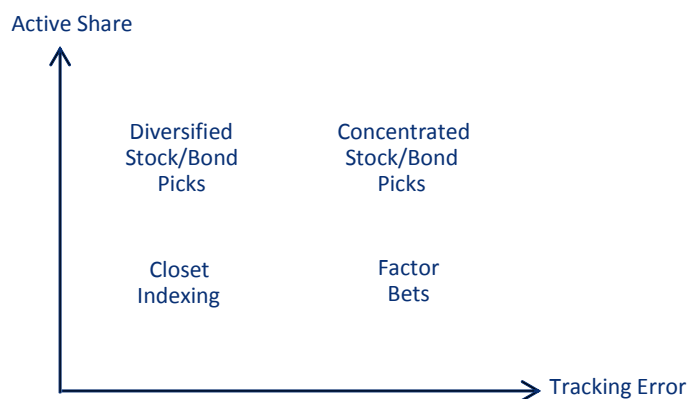 Active Share
Diversified
Stock/Bond
Picks
Concentrated
Stock/Bond
Picks
Closet
Indexing
Factor
Bets
Tracking Error